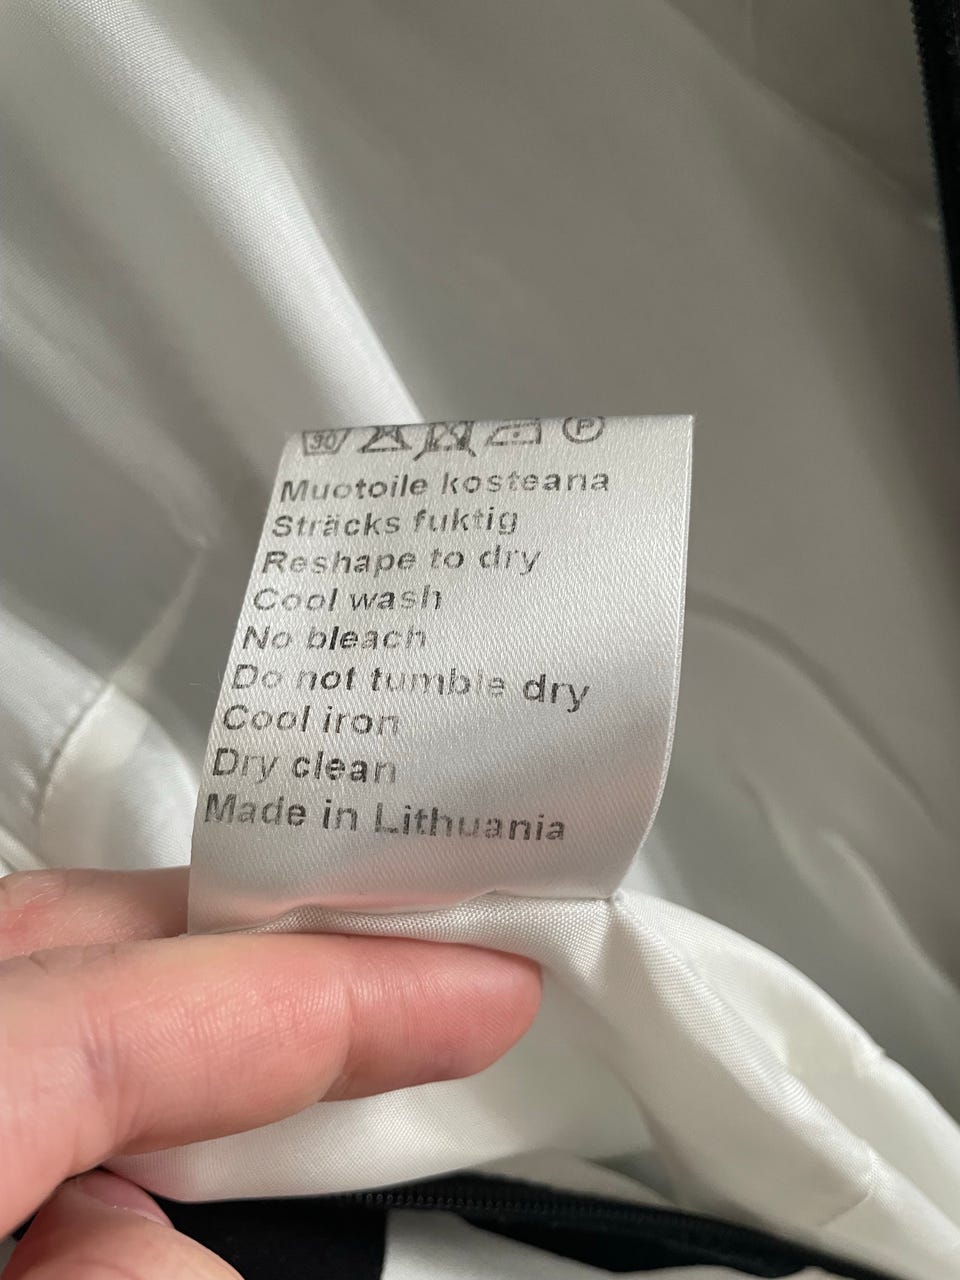 30 P
Muotoile kosteana
Sträcks fuktig
Reshape to dry
Cool wash
No bleach
Do not tumble dry
Cool iron
Dry clean
Made in Lithuania